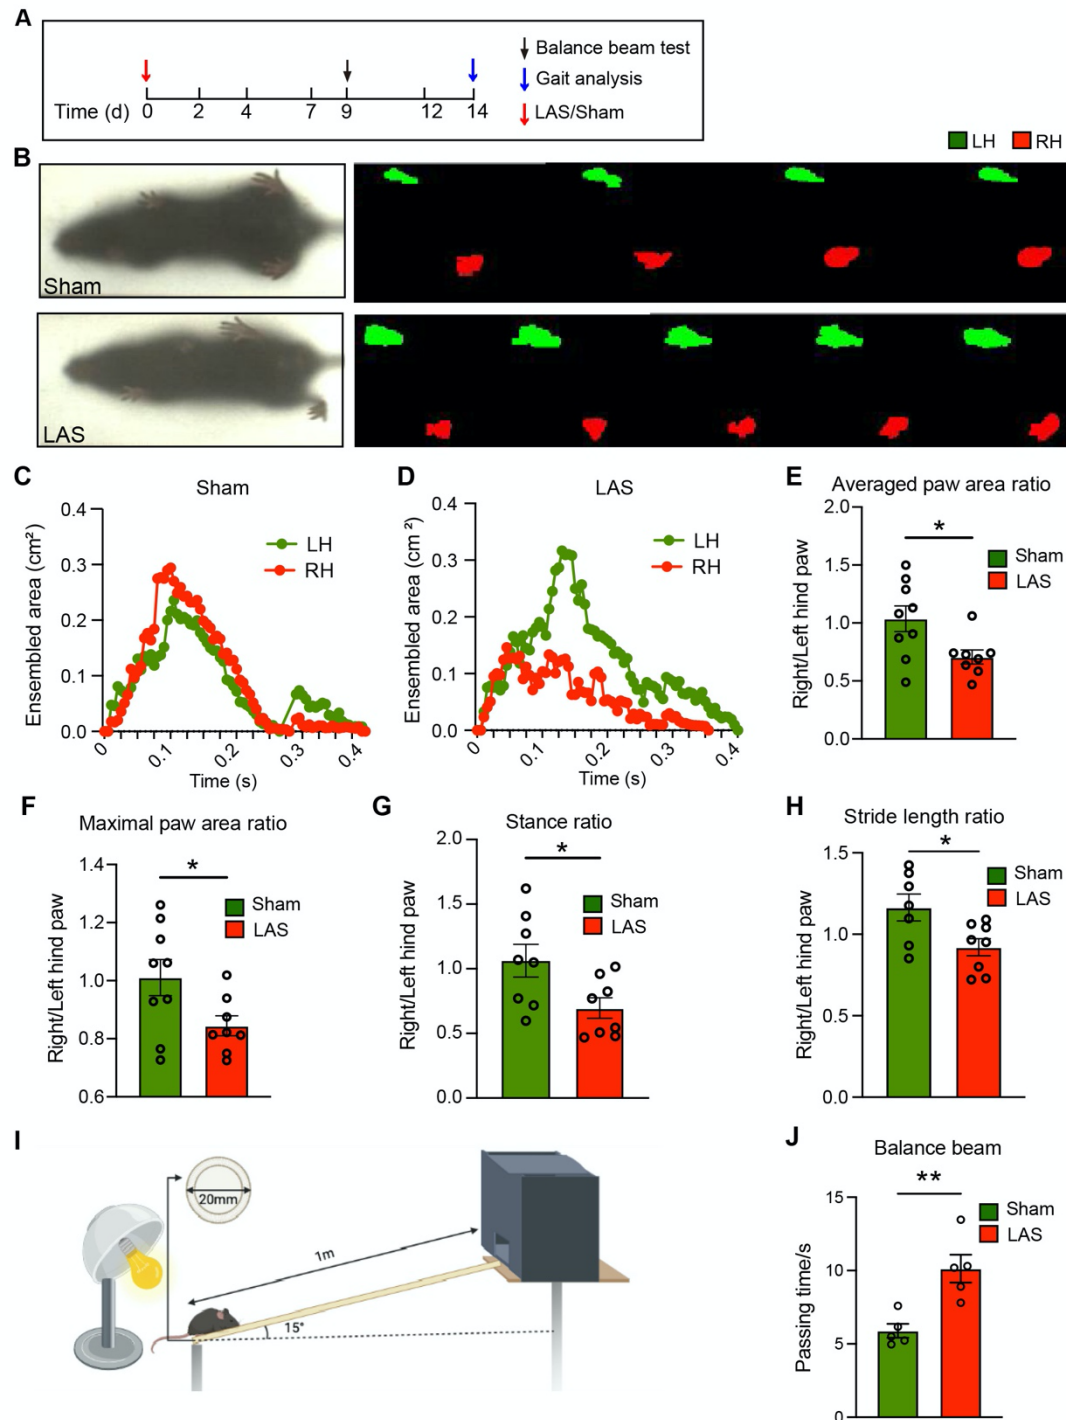 A
Balance beam test
Gait analysis
LAS/Sham
Time (d) 0 2 4 7 9 12 14
B
LH RH
Sham
LAS
C
Sham
Ensembled area (cm²)
0.4
0.3
0.2
0.1
0.0
LH
RH
0 0.1 0.2 0.3 0.4
Time (s)
D
LAS
Ensembled area (cm²)
0.4
0.3
0.2
0.1
0.0
LH
RH
0 0.1 0.2 0.3 0.4
Time (s)
E
Averaged paw area ratio
Right/Left hind paw
2.0
1.5
1.0
0.5
0.0
*
Sham
LAS
F
Maximal paw area ratio
Right/Left hind paw
1.4
1.2
1.0
0.8
0.6
*
Sham
LAS
G
Stance ratio
Right/Left hind paw
2.0
1.5
1.0
0.5
0.0
*
Sham
LAS
H
Stride length ratio
Right/Left hind paw
1.5
1.0
0.5
0.0
*
Sham
LAS
I
20mm
1m
15°
J
Balance beam
Passing time/s
15
10
5
0
**
Sham
LAS